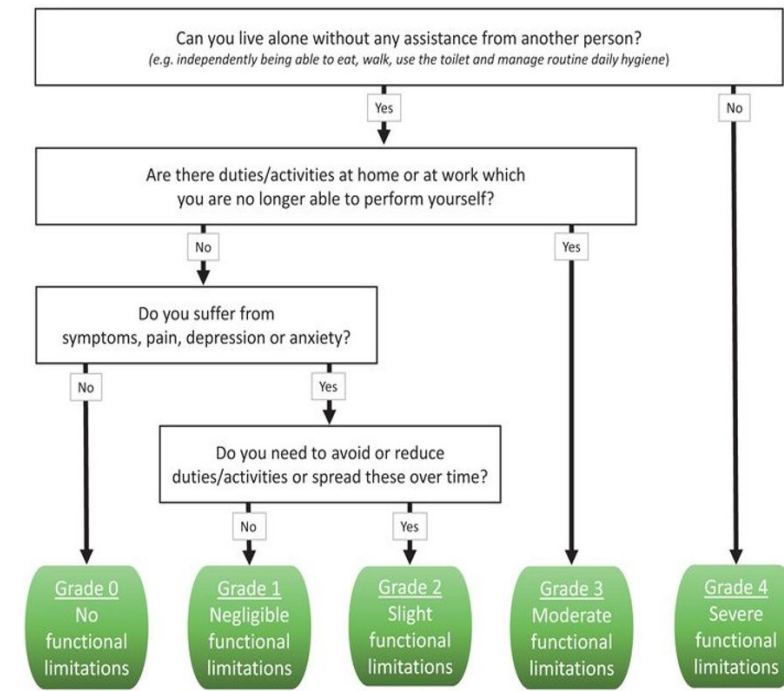 Can you live alone without any assistance from another person?
(e.g. independently being able to eat, walk, use the toilet and manage routine daily hygiene)
Yes
No
Are there duties/activities at home or at work which
you are no longer able to perform yourself?
No
Yes
Do you suffer from
symptoms, pain, depression or anxiety?
No
Yes
Do you need to avoid or reduce
duties/activities or spread these over time?
No
Yes
Grade 0
No
functional
limitations
Grade 1
Negligible
functional
limitations
Grade 2
Slight
functional
limitations
Grade 3
Moderate
functional
limitations
Grade 4
Severe
functional
limitations